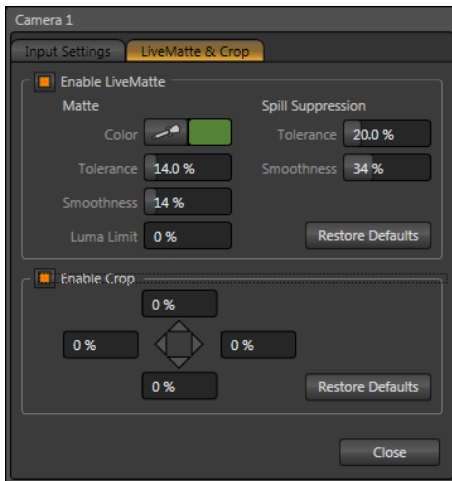 Camera 1
Input Settings LiveMatte & Crop
Enable LiveMatte
Matte Spill Suppression
Color Tolerance 20.0 %
Tolerance 14.0 % Smoothness 34 %
Smoothness 14 %
Luma Limit 0 % Restore Defaults
Enable Crop
0 %
0 % 0 %
0 % Restore Defaults
Close